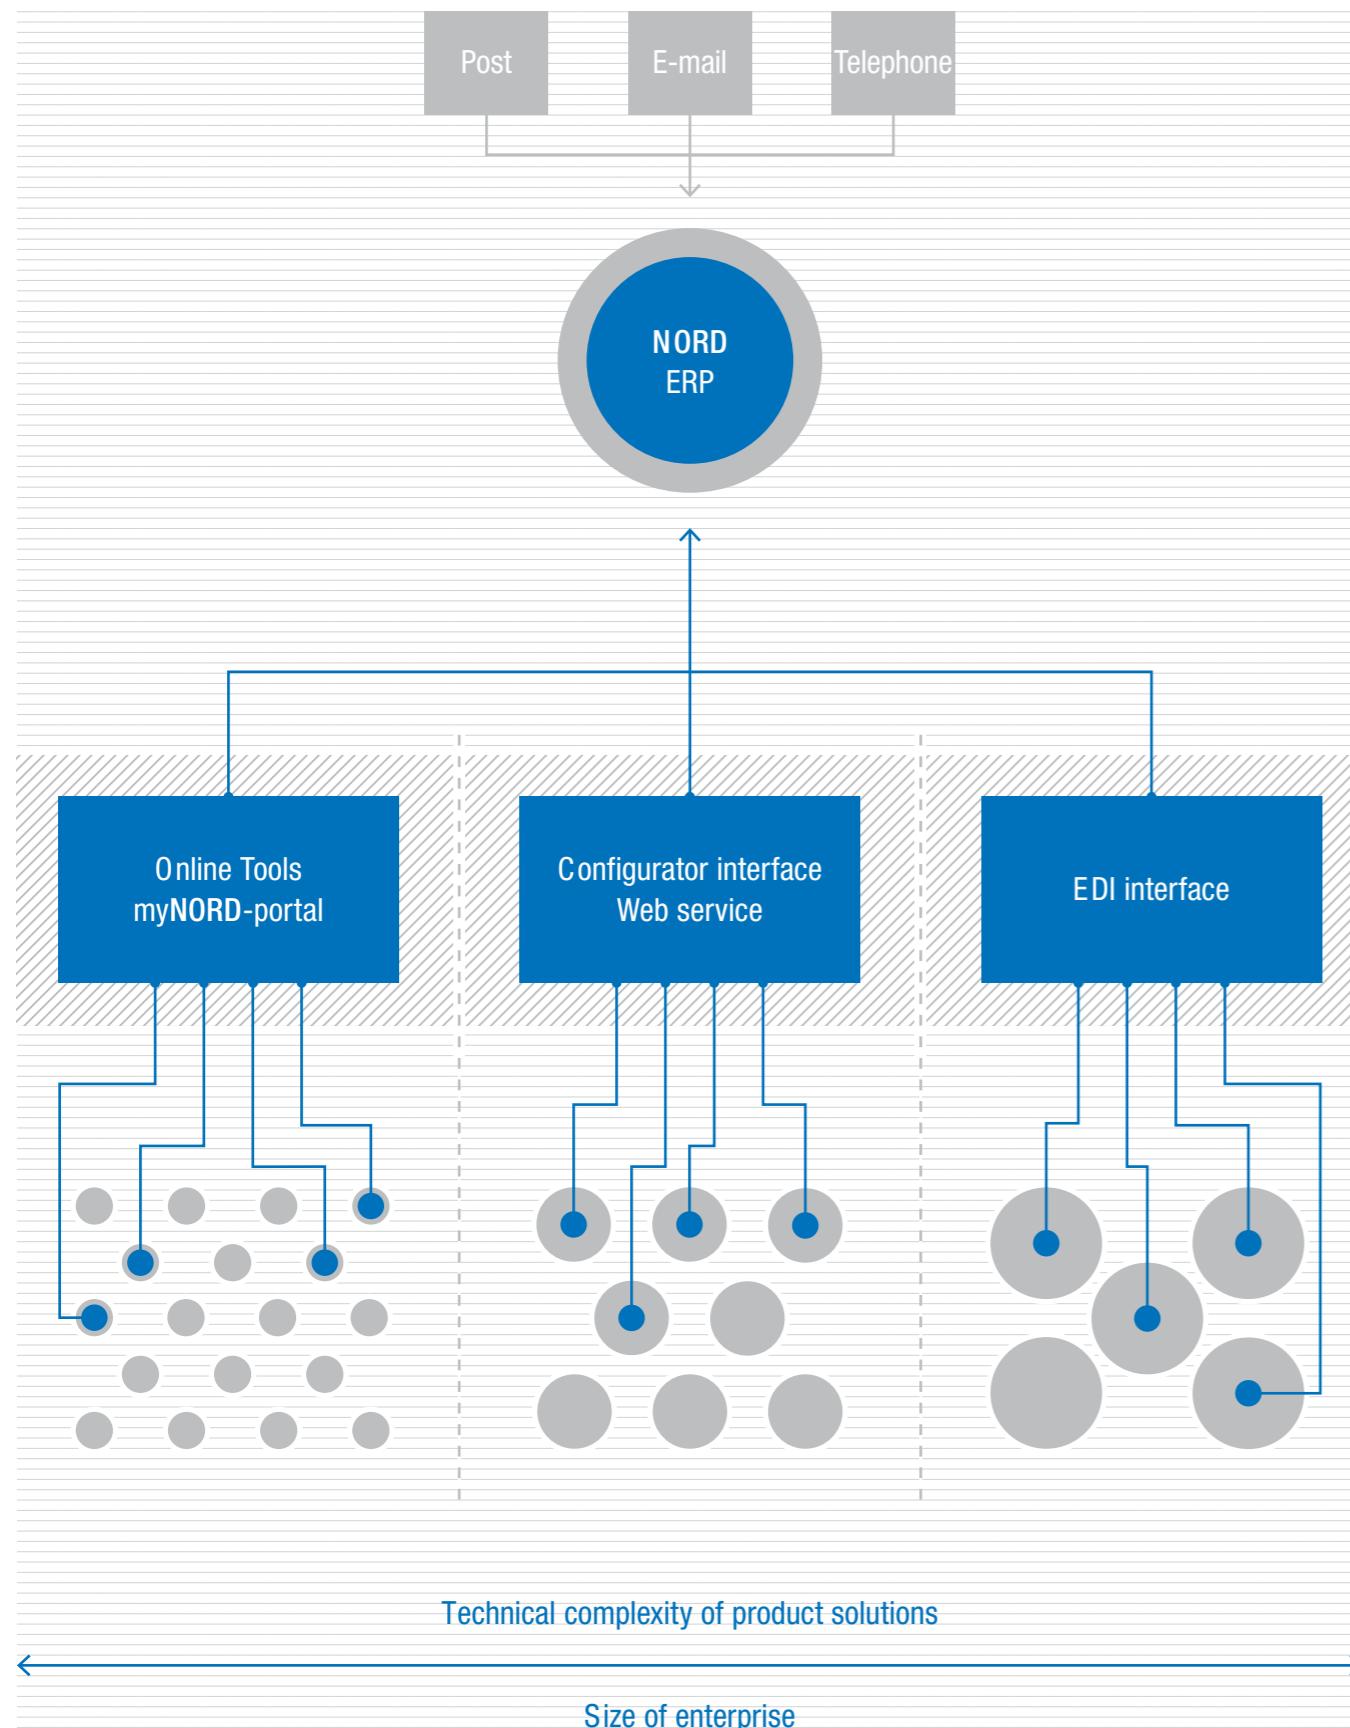 Post
E-mail
Telephone
NORD
ERP
Online Tools
myNORD-portal
Configurator interface
Web service
EDI interface
Technical complexity of product solutions
Size of enterprise